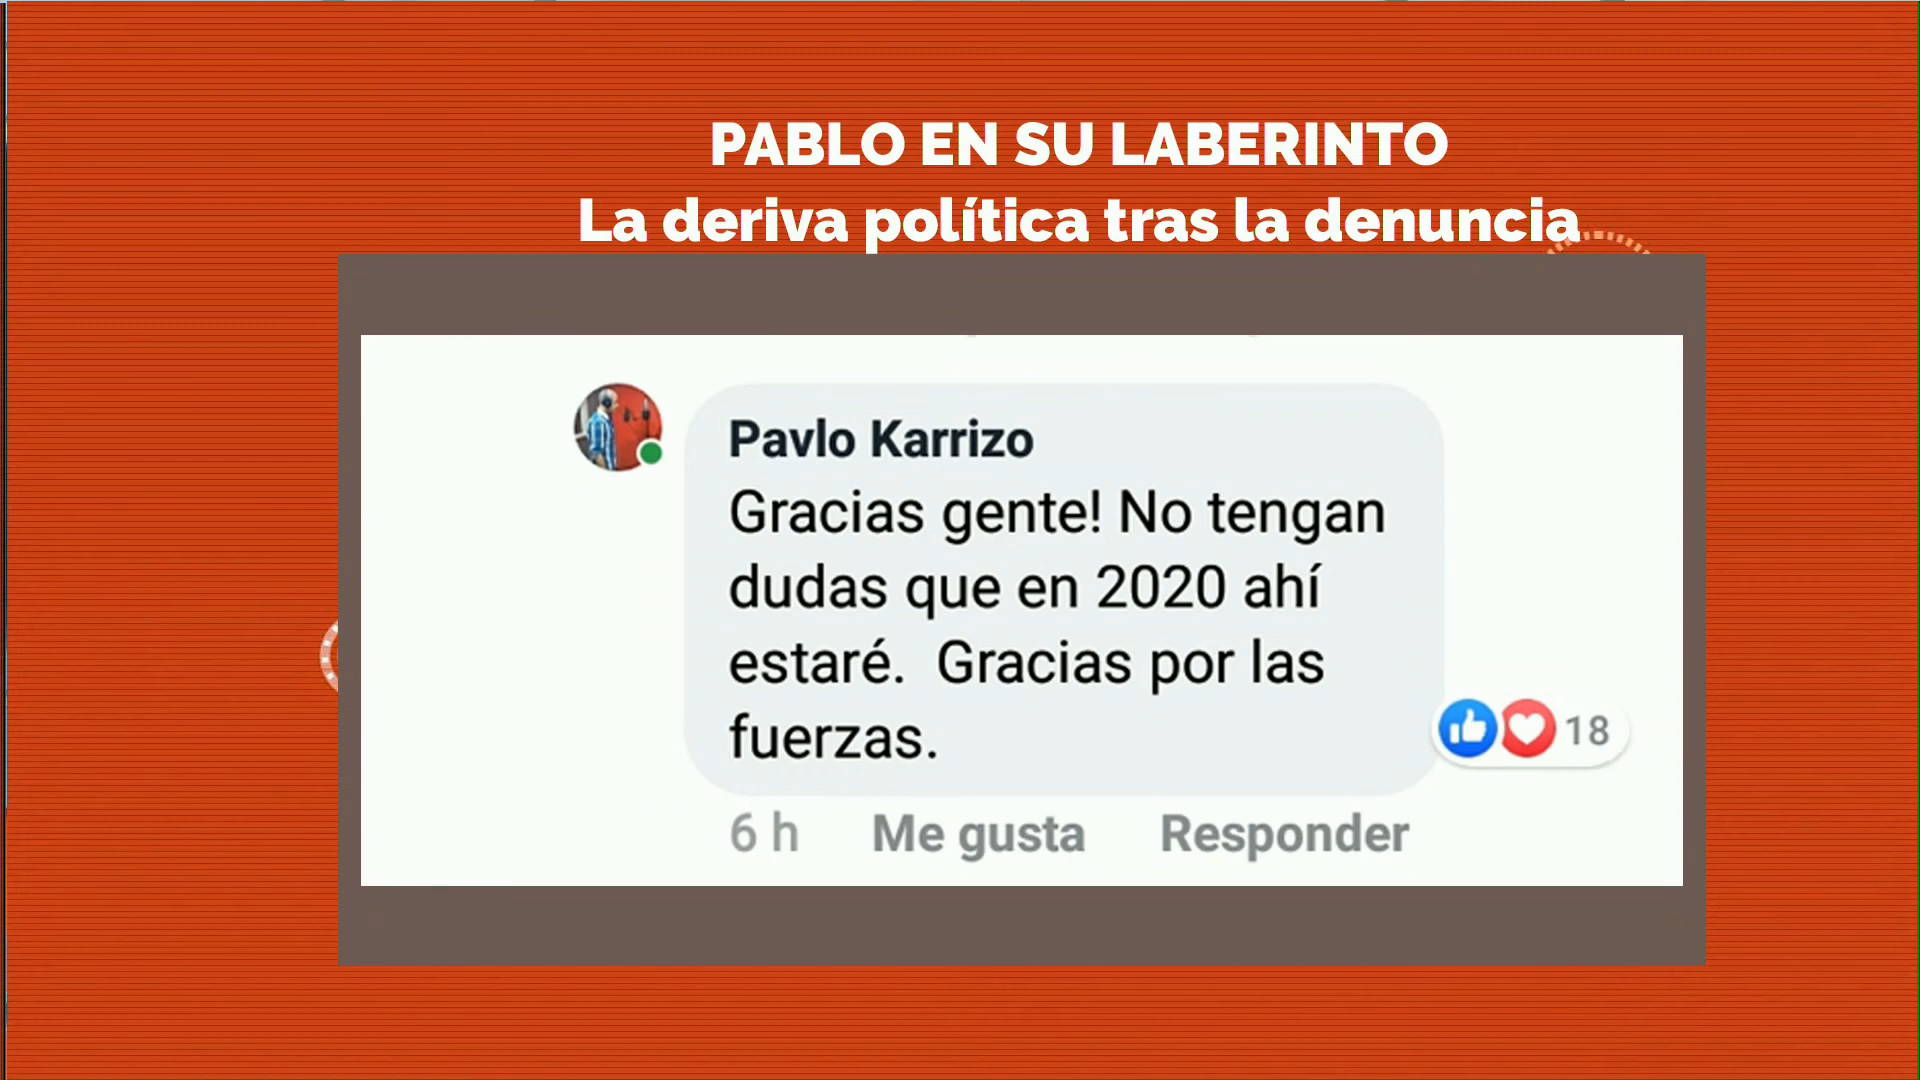 PABLO EN SU LABERINTO
La deriva política tras la denuncia
Pavlo Karrizo
Gracias gente! No tengan
dudas que en 2020 ahí
estaré.  Gracias por las
fuerzas.
18
6 h Me gusta Responder